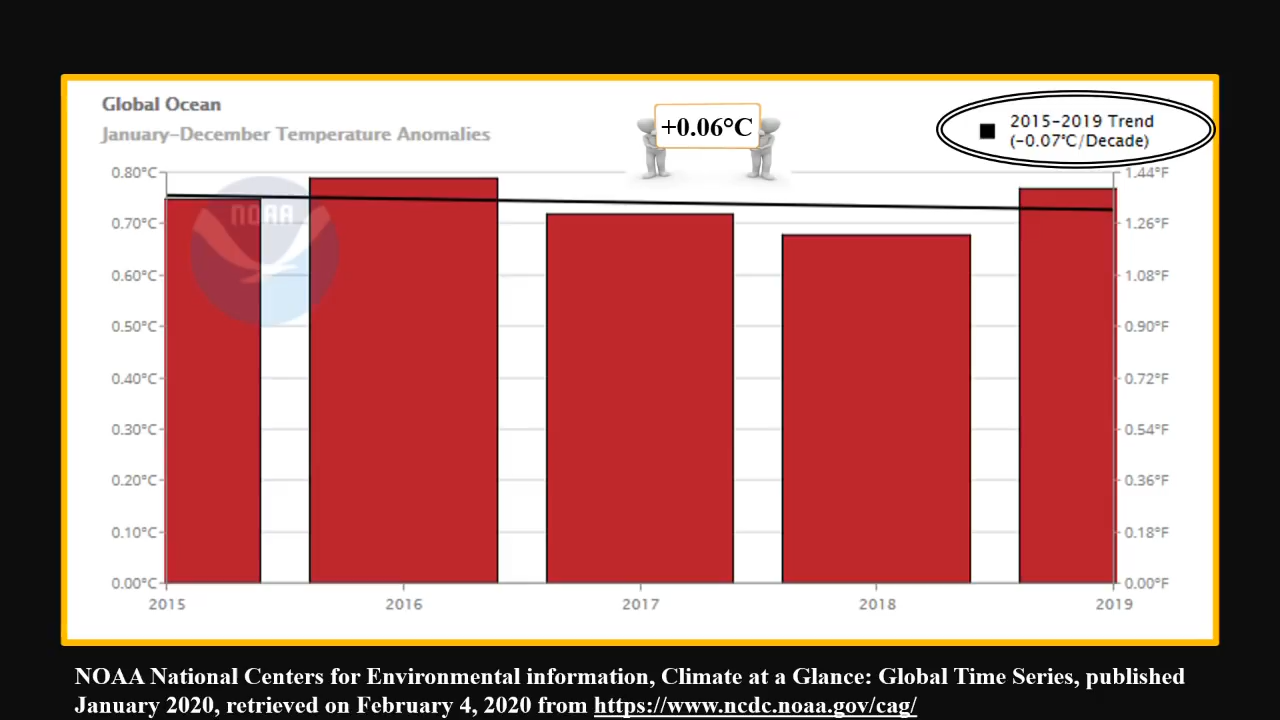 Global Ocean
January–December Temperature Anomalies
+0.06°C
2015–2019 Trend
(-0.07°C/Decade)
0.80°C
0.70°C
0.60°C
0.50°C
0.40°C
0.30°C
0.20°C
0.10°C
0.00°C
NOAA
1.44°F
1.26°F
1.08°F
0.90°F
0.72°F
0.54°F
0.36°F
0.18°F
0.00°F
2015 2016 2017 2018 2019
NOAA National Centers for Environmental information, Climate at a Glance: Global Time Series, published
January 2020, retrieved on February 4, 2020 from https://www.ncdc.noaa.gov/cag/